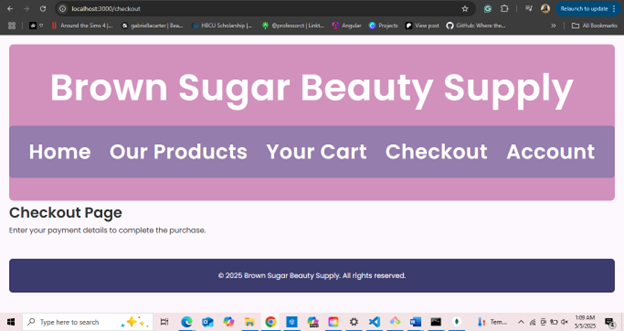 localhost:3000/checkout
Relaunch to update
Around the Sims 4 |...
gabriellacarter | Bea...
HBCU Scholarship |...
@professorct | Linkt...
Angular
Projects
View post
GitHub: Where the...
»
All Bookmarks
Brown Sugar Beauty Supply
Home Our Products Your Cart Checkout Account
Checkout Page
Enter your payment details to complete the purchase.
© 2025 Brown Sugar Beauty Supply. All rights reserved.
Type here to search
Tem...
1:09 AM
5/5/2025